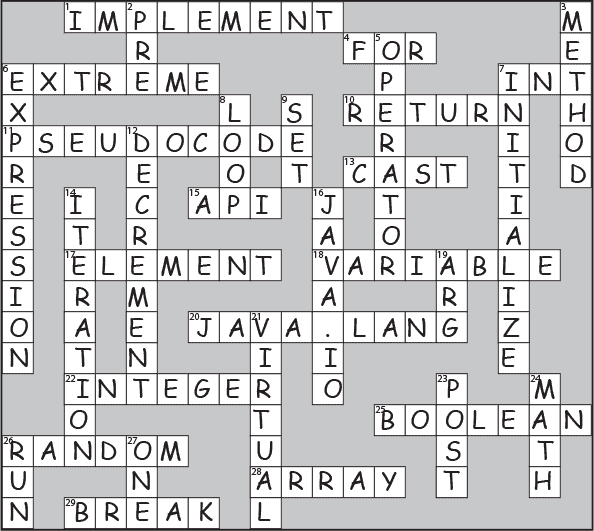 1 IMPLEMENT
2 PRE
3 METHOD
4 FOR
5 OPERATOR
6 EXTREME
6 EXPRESSION
7 INT
7 INITIALIZE
8 LOOP
9 SET
10 RETURN
11 PSEUDOCODE
12 DECREMENT
13 CAST
14 ITERATION
15 API
16 JAVA.IO
17 ELEMENT
18 VARIABLE
19 ARG
20 JAVA.LANG
21 VIRTUAL
22 INTEGER
23 POST
24 MATH
25 BOOLEAN
26 RANDOM
26 RUN
27 ONE
28 ARRAY
29 BREAK